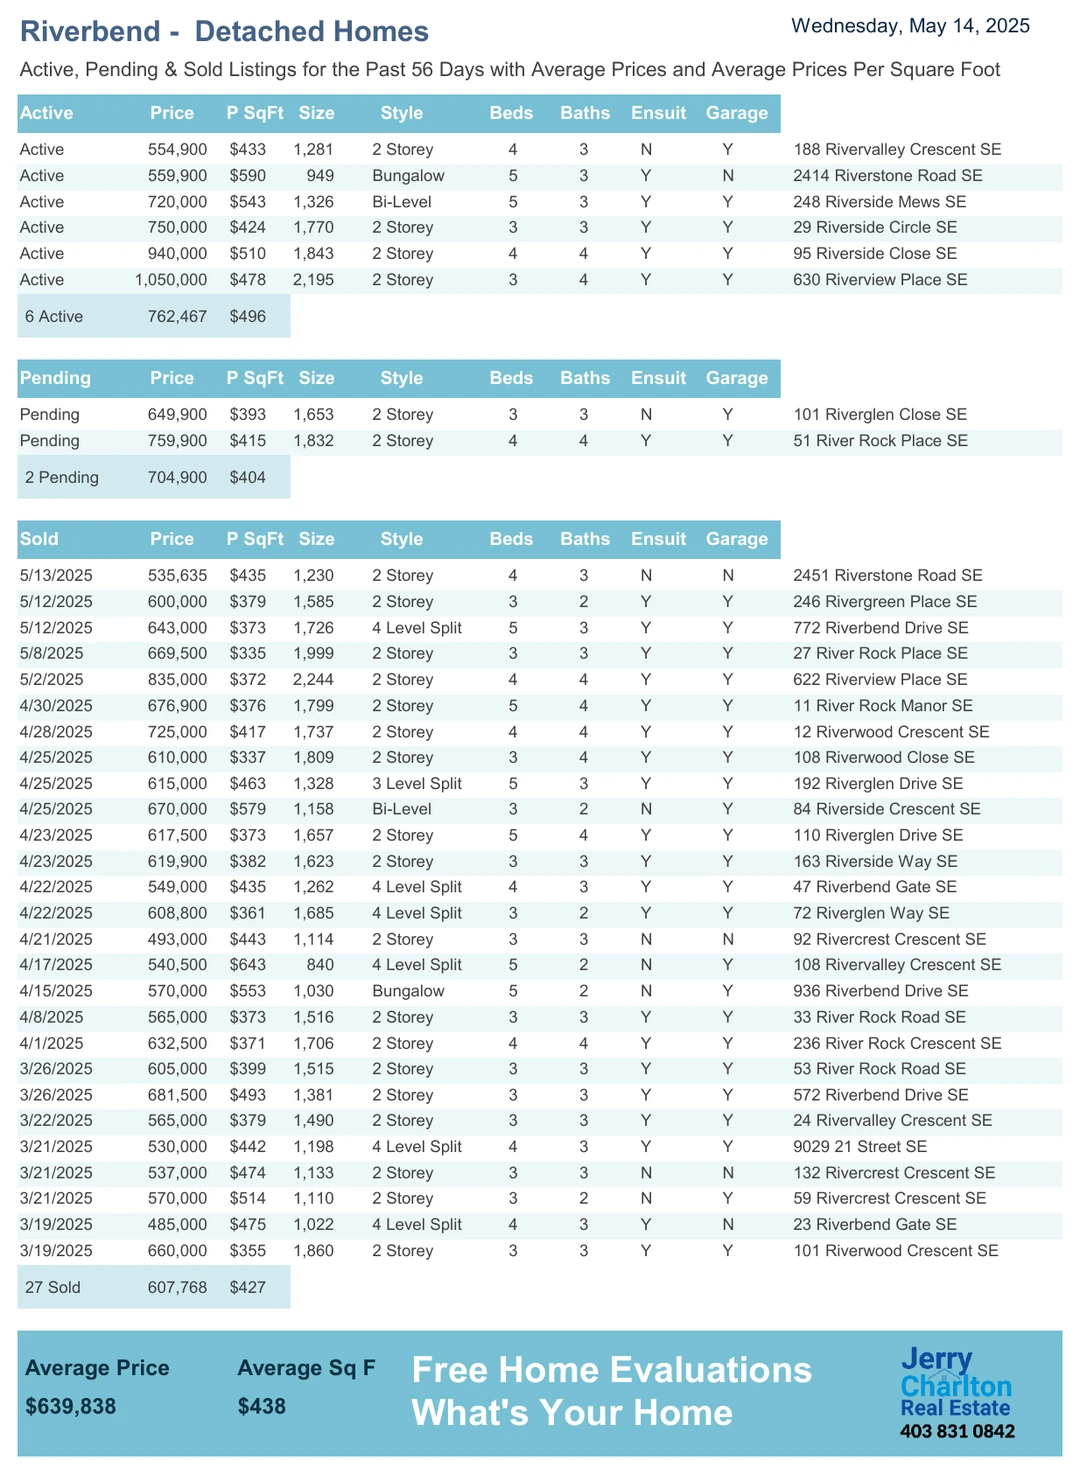 Riverbend -  Detached Homes
Wednesday, May 14, 2025
Active, Pending & Sold Listings for the Past 56 Days with Average Prices and Average Prices Per Square Foot
Active Price P SqFt Size Style Beds Baths Ensuit Garage
Active 554,900 $433 1,281 2 Storey 4 3 N Y 188 Rivervalley Crescent SE
Active 559,900 $590 949 Bungalow 5 3 Y N 2414 Riverstone Road SE
Active 720,000 $543 1,326 Bi-Level 5 3 Y Y 248 Riverside Mews SE
Active 750,000 $424 1,770 2 Storey 3 3 Y Y 29 Riverside Circle SE
Active 940,000 $510 1,843 2 Storey 4 4 Y Y 95 Riverside Close SE
Active 1,050,000 $478 2,195 2 Storey 3 4 Y Y 630 Riverview Place SE
6 Active 762,467 $496
Pending Price P SqFt Size Style Beds Baths Ensuit Garage
Pending 649,900 $393 1,653 2 Storey 3 3 N Y 101 Riverglen Close SE
Pending 759,900 $415 1,832 2 Storey 4 4 Y Y 51 River Rock Place SE
2 Pending 704,900 $404
Sold Price P SqFt Size Style Beds Baths Ensuit Garage
5/13/2025 535,635 $435 1,230 2 Storey 4 3 N N 2451 Riverstone Road SE
5/12/2025 600,000 $379 1,585 2 Storey 3 2 Y Y 246 Rivergreen Place SE
5/12/2025 643,000 $373 1,726 4 Level Split 5 3 Y Y 772 Riverbend Drive SE
5/8/2025 669,500 $335 1,999 2 Storey 3 3 Y Y 27 River Rock Place SE
5/2/2025 835,000 $372 2,244 2 Storey 4 4 Y Y 622 Riverview Place SE
4/30/2025 676,900 $376 1,799 2 Storey 5 4 Y Y 11 River Rock Manor SE
4/28/2025 725,000 $417 1,737 2 Storey 4 4 Y Y 12 Riverwood Crescent SE
4/25/2025 610,000 $337 1,809 2 Storey 3 4 Y Y 108 Riverwood Close SE
4/25/2025 615,000 $463 1,328 3 Level Split 5 3 Y Y 192 Riverglen Drive SE
4/25/2025 670,000 $579 1,158 Bi-Level 3 2 N Y 84 Riverside Crescent SE
4/23/2025 617,500 $373 1,657 2 Storey 5 4 Y Y 110 Riverglen Drive SE
4/23/2025 619,900 $382 1,623 2 Storey 3 3 Y Y 163 Riverside Way SE
4/22/2025 549,000 $435 1,262 4 Level Split 4 3 Y Y 47 Riverbend Gate SE
4/22/2025 608,800 $361 1,685 4 Level Split 3 2 Y Y 72 Riverglen Way SE
4/21/2025 493,000 $443 1,114 2 Storey 3 3 N N 92 Rivercrest Crescent SE
4/17/2025 540,500 $643 840 4 Level Split 5 2 N Y 108 Rivervalley Crescent SE
4/15/2025 570,000 $553 1,030 Bungalow 5 2 N Y 936 Riverbend Drive SE
4/8/2025 565,000 $373 1,516 2 Storey 3 3 Y Y 33 River Rock Road SE
4/1/2025 632,500 $371 1,706 2 Storey 4 4 Y Y 236 River Rock Crescent SE
3/26/2025 605,000 $399 1,515 2 Storey 3 3 Y Y 53 River Rock Road SE
3/26/2025 681,500 $493 1,381 2 Storey 3 3 Y Y 572 Riverbend Drive SE
3/22/2025 565,000 $379 1,490 2 Storey 3 3 Y Y 24 Rivervalley Crescent SE
3/21/2025 530,000 $442 1,198 4 Level Split 4 3 Y Y 9029 21 Street SE
3/21/2025 537,000 $474 1,133 2 Storey 3 3 N N 132 Rivercrest Crescent SE
3/21/2025 570,000 $514 1,110 2 Storey 3 2 N Y 59 Rivercrest Crescent SE
3/19/2025 485,000 $475 1,022 4 Level Split 4 3 Y N 23 Riverbend Gate SE
3/19/2025 660,000 $355 1,860 2 Storey 3 3 Y Y 101 Riverwood Crescent SE
27 Sold 607,768 $427
Average Price Average Sq F
$639,838 $438
Free Home Evaluations
What's Your Home
Jerry
Charlton
Real Estate
403 831 0842